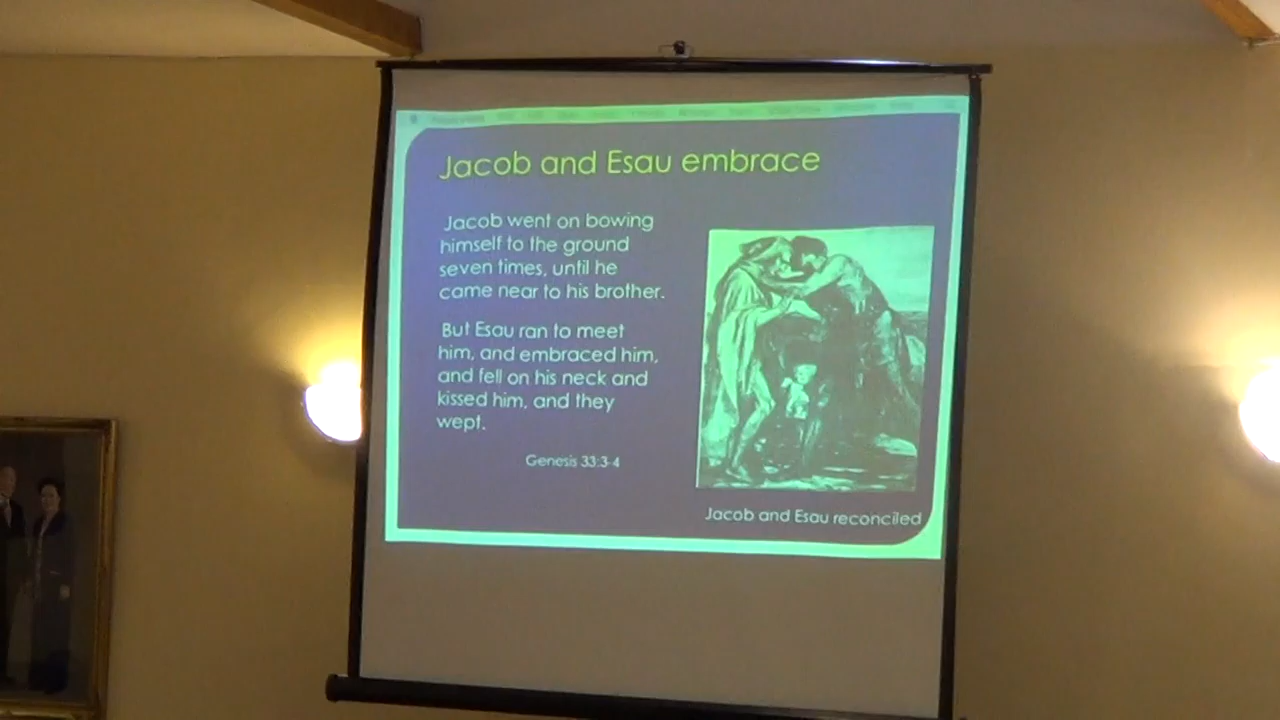 Jacob and Esau embrace
Jacob went on bowing
himself to the ground
seven times, until he
came near to his brother.
But Esau ran to meet
him, and embraced him,
and fell on his neck and
kissed him, and they
wept.
Genesis 33:3-4
Jacob and Esau reconciled